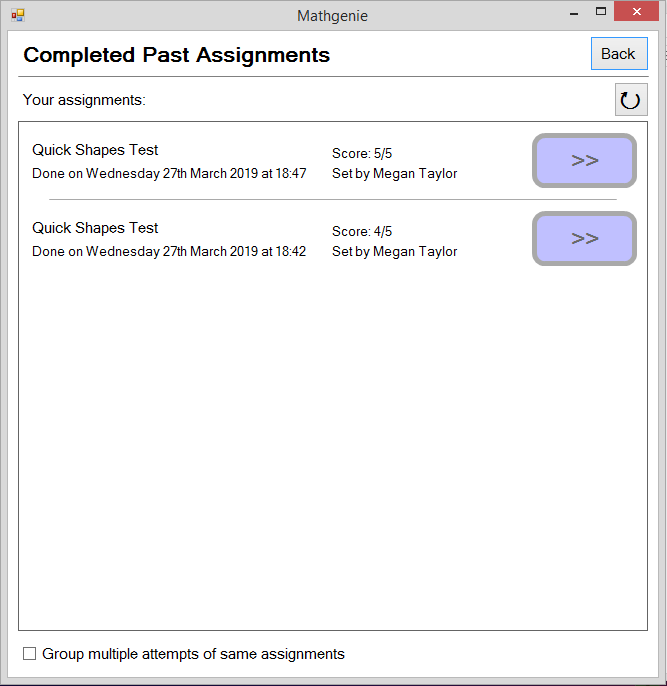 Mathgenie
Completed Past Assignments
Back
Your assignments:
Quick Shapes Test
Score: 5/5
Done on Wednesday 27th March 2019 at 18:47
Set by Megan Taylor
>>
Quick Shapes Test
Score: 4/5
Done on Wednesday 27th March 2019 at 18:42
Set by Megan Taylor
>>
Group multiple attempts of same assignments